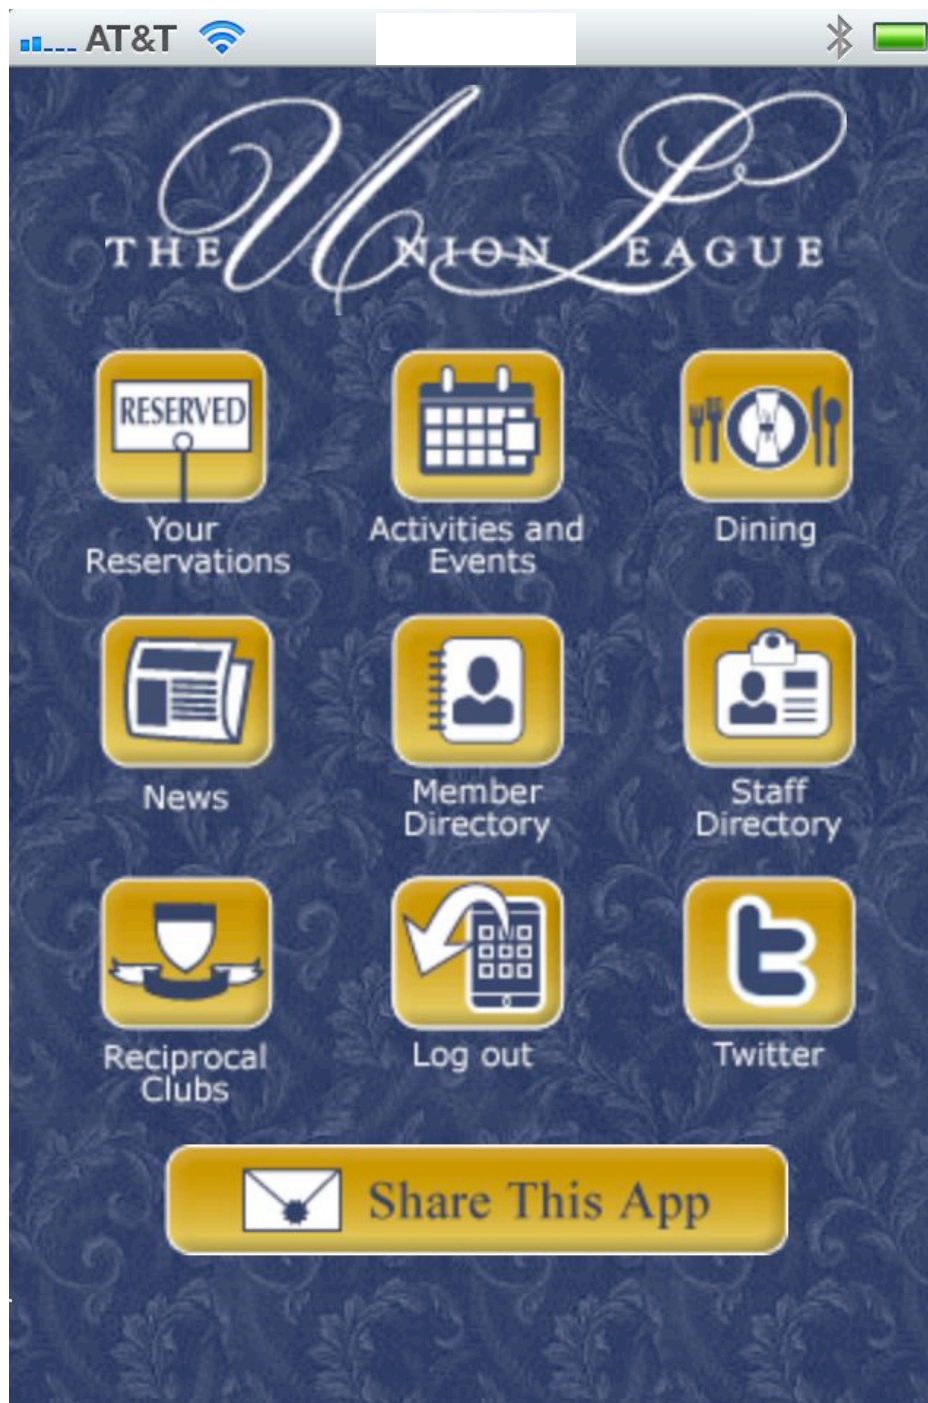 AT&T
THE UNION LEAGUE
RESERVED
Your
Reservations
Activities and
Events
Dining
News
Member
Directory
Staff
Directory
Reciprocal
Clubs
Log out
Twitter
Share This App